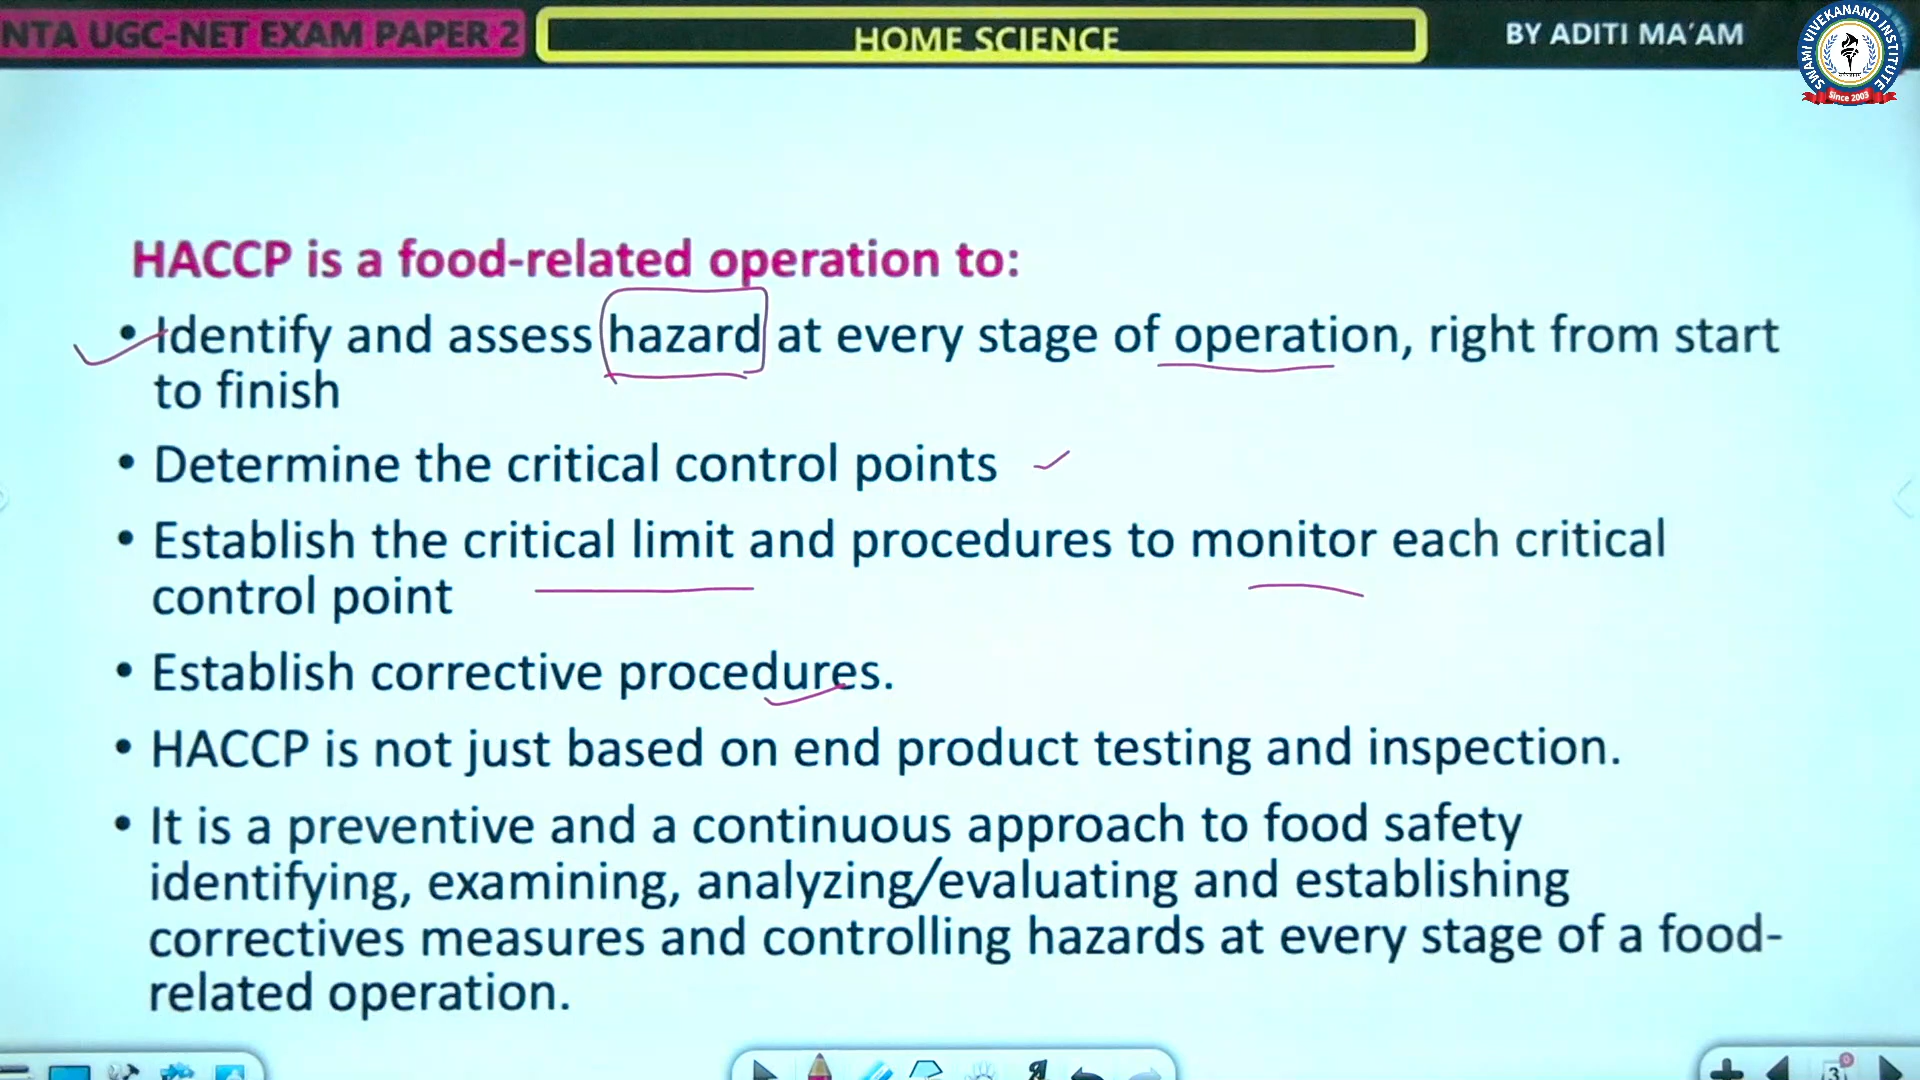 NTA UGC-NET EXAM PAPER 2
HOME SCIENCE
BY ADITI MA'AM
SWAMI VIVEKANAND INSTITUTE
Since 2003
HACCP is a food-related operation to:
• Identify and assess hazard at every stage of operation, right from start
to finish
• Determine the critical control points
• Establish the critical limit and procedures to monitor each critical
control point
• Establish corrective procedures.
• HACCP is not just based on end product testing and inspection.
• It is a preventive and a continuous approach to food safety
identifying, examining, analyzing/evaluating and establishing
correctives measures and controlling hazards at every stage of a food-
related operation.
3